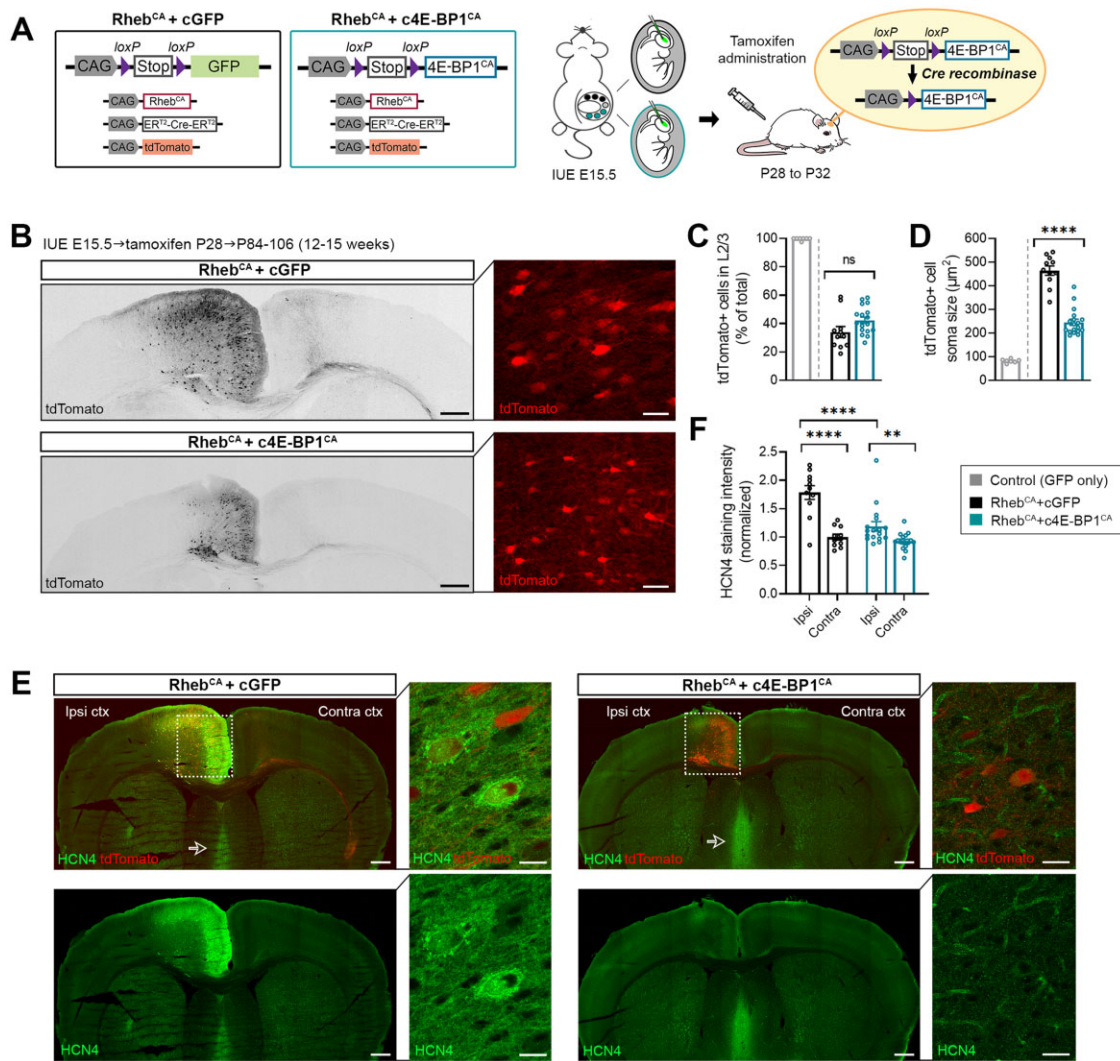 A
Rheb^CA + cGFP
loxP loxP
CAG Stop GFP
CAG Rheb^CA
CAG ER^T2-Cre-ER^T2
CAG tdTomato
Rheb^CA + c4E-BP1^CA
loxP loxP
CAG Stop 4E-BP1^CA
CAG Rheb^CA
CAG ER^T2-Cre-ER^T2
CAG tdTomato
IUE E15.5
Tamoxifen
administration
P28 to P32
loxP loxP
CAG Stop 4E-BP1^CA
Cre recombinase
CAG 4E-BP1^CA
B
IUE E15.5→tamoxifen P28→P84-106 (12-15 weeks)
Rheb^CA + cGFP
tdTomato
tdTomato
Rheb^CA + c4E-BP1^CA
tdTomato
tdTomato
C
tdTomato+ cells in L2/3
(% of total)
100
80
60
40
20
0
ns
D
tdTomato+ cell
soma size (µm²)
600
500
400
300
200
100
0
****
F
HCN4 staining intensity
(normalized)
2.5
2.0
1.5
1.0
0.5
0.0
****
****
**
Ipsi
Contra
Ipsi
Contra
Control (GFP only)
Rheb^CA+cGFP
Rheb^CA+c4E-BP1^CA
E
Rheb^CA + cGFP
Ipsi ctx
Contra ctx
HCN4 tdTomato
HCN4 tdTomato
HCN4
HCN4
Rheb^CA + c4E-BP1^CA
Ipsi ctx
Contra ctx
HCN4 tdTomato
HCN4 tdTomato
HCN4
HCN4